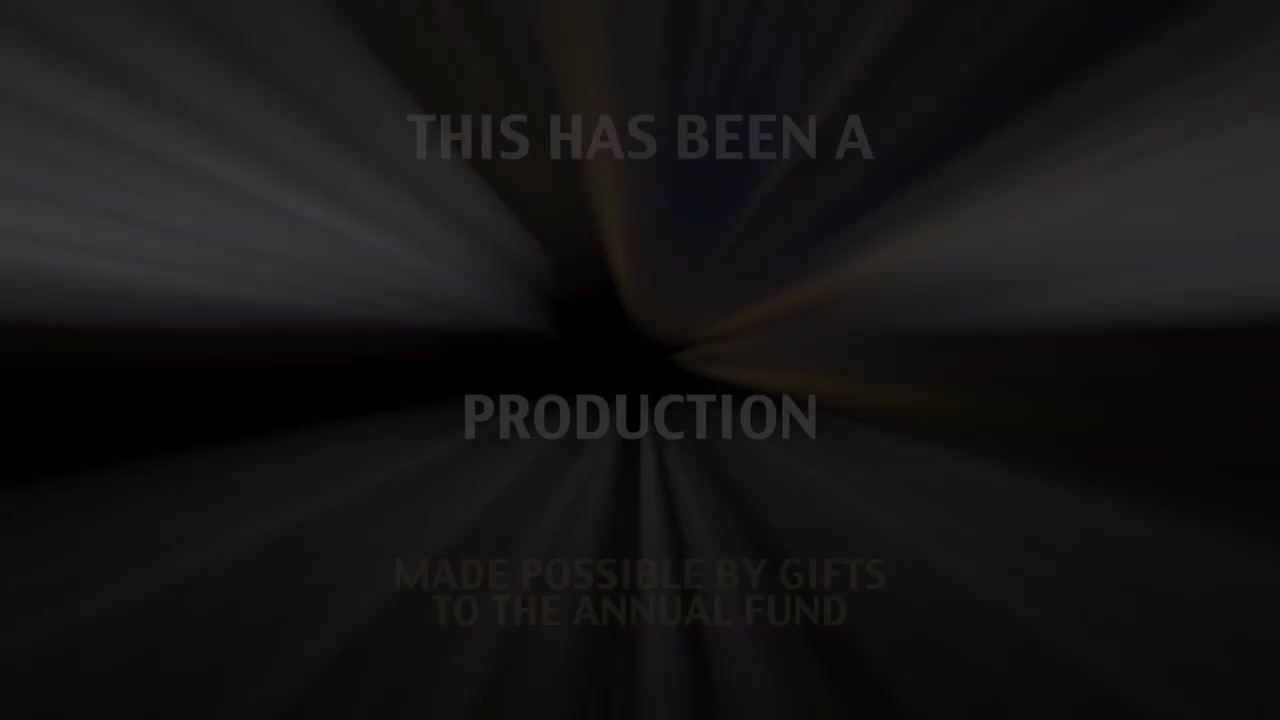 THIS HAS BEEN A
PRODUCTION
MADE POSSIBLE BY GIFTS
TO THE ANNUAL FUND